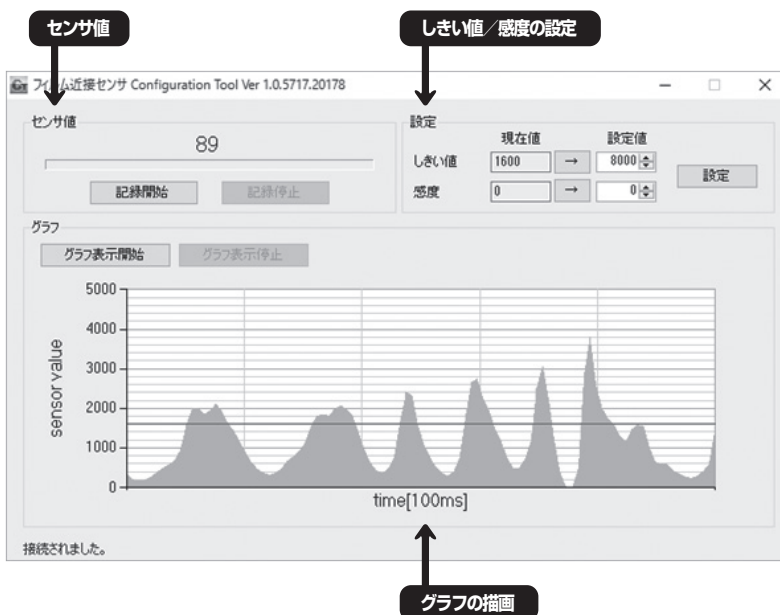 センサ値
しきい値／感度の設定
フィルム近接センサ Configuration Tool Ver 1.0.5717.20178
センサ値
89
記録開始
記録停止
設定
現在値
設定値
しきい値
1600
→
8000
感度
0
→
0
設定
グラフ
グラフ表示開始
グラフ表示停止
5000
4000
3000
2000
1000
0
sensor value
time[100ms]
接続されました。
グラフの描画